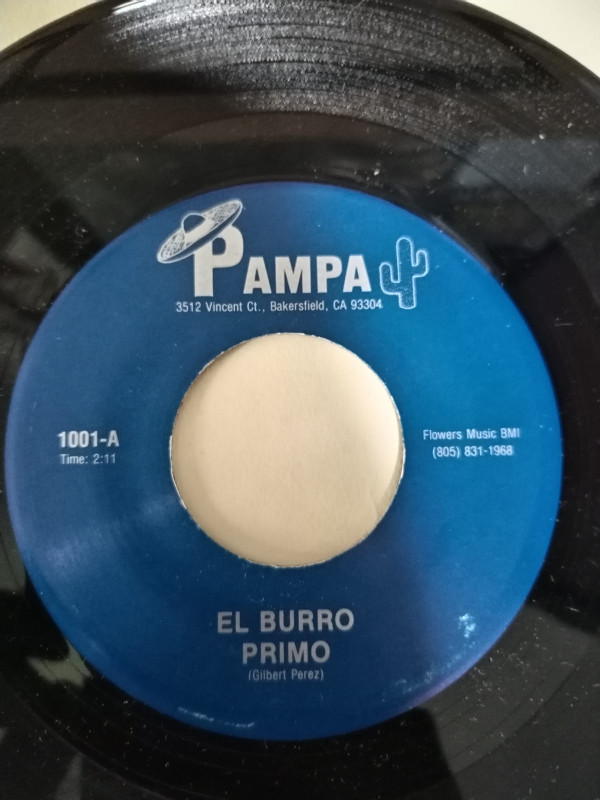 PAMPA
3512 Vincent Ct., Bakersfield, CA 93304
1001-A
Time: 2:11
Flowers Music BMI
(805) 831-1968
EL BURRO
PRIMO
(Gilbert Perez)